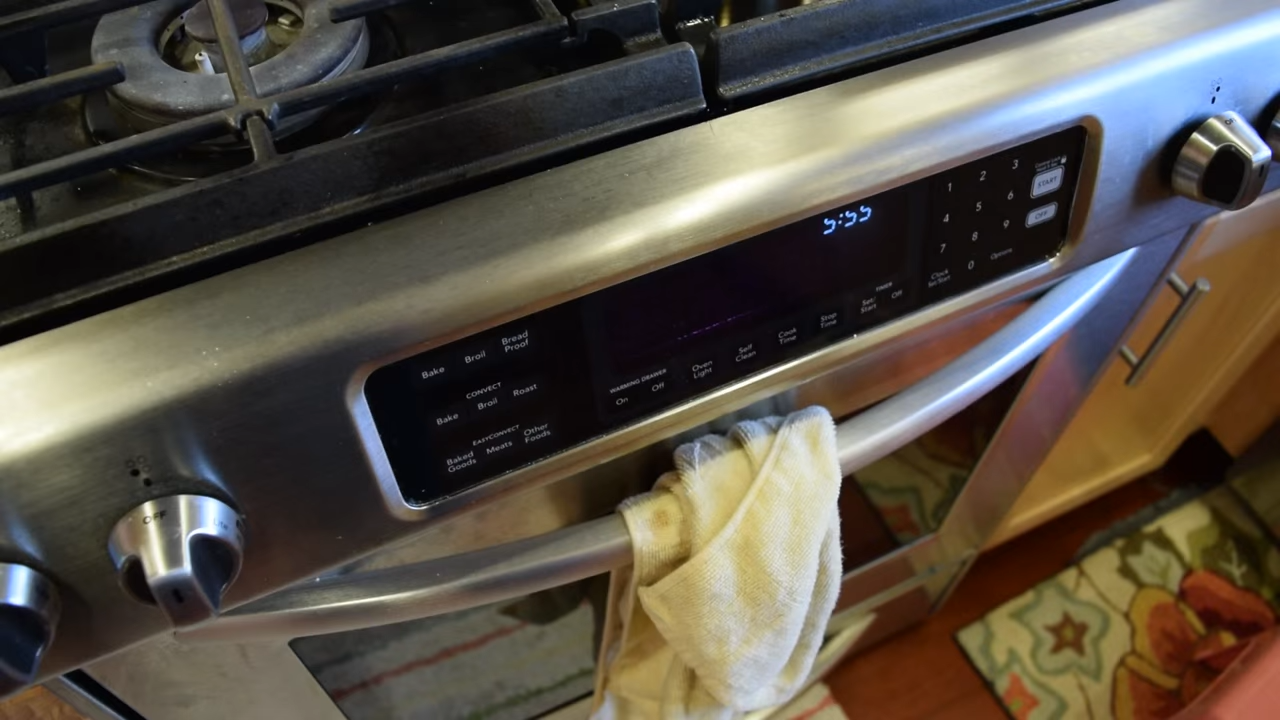 5:55
1 2 3
4 5 6
7 8 9
0
START
OFF
Clock
Set/Start
Options
Bake Broil Bread
Proof
CONVECT
Bake Broil Roast
EASYCONVECT
Baked
Goods
Meats
Other
Foods
WARMING DRAWER
On Off
Oven
Light
Self
Clean
Cook
Time
Stop
Time
TIMER
Set/
Start
Off
OFF
Lite